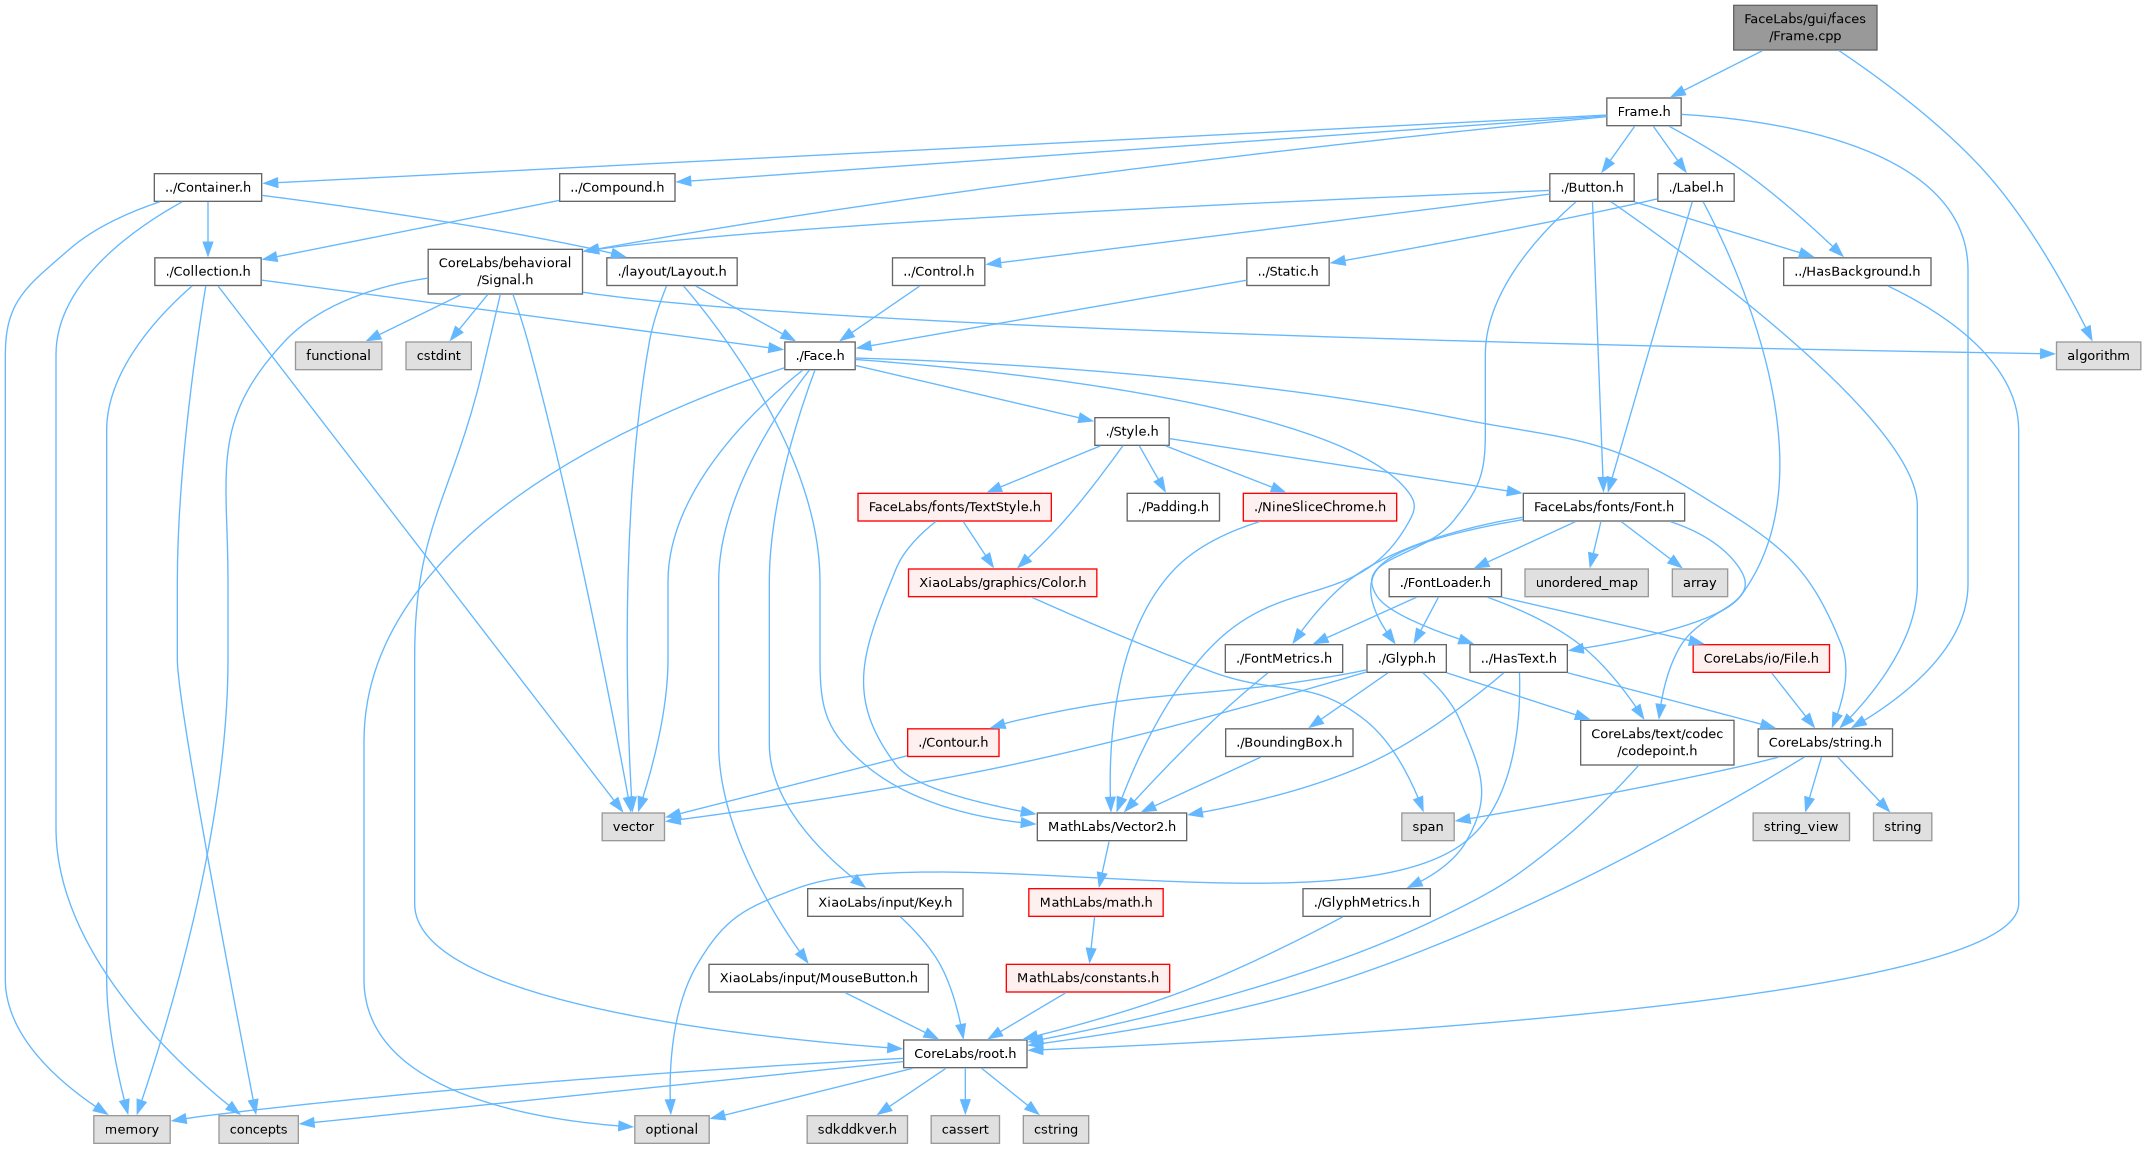 FaceLabs/gui/faces
/Frame.cpp
Frame.h
../Container.h
../Compound.h
./Button.h
./Label.h
./Collection.h
CoreLabs/behavioral
/Signal.h
./layout/Layout.h
../Control.h
../Static.h
../HasBackground.h
functional
cstdint
./Face.h
algorithm
./Style.h
FaceLabs/fonts/TextStyle.h
./Padding.h
./NineSliceChrome.h
FaceLabs/fonts/Font.h
XiaoLabs/graphics/Color.h
./FontLoader.h
unordered_map
array
./FontMetrics.h
./Glyph.h
../HasText.h
CoreLabs/io/File.h
./Contour.h
./BoundingBox.h
CoreLabs/text/codec
/codepoint.h
CoreLabs/string.h
vector
MathLabs/Vector2.h
span
string_view
string
XiaoLabs/input/Key.h
MathLabs/math.h
./GlyphMetrics.h
XiaoLabs/input/MouseButton.h
MathLabs/constants.h
CoreLabs/root.h
memory
concepts
optional
sdkddkver.h
cassert
cstring